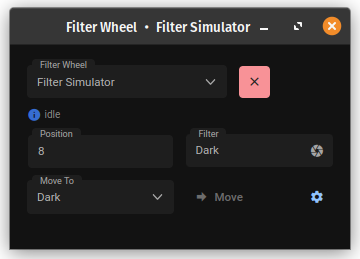 Filter Wheel • Filter Simulator
Filter Wheel
Filter Simulator
idle
Position
8
Filter
Dark
Move To
Dark
Move